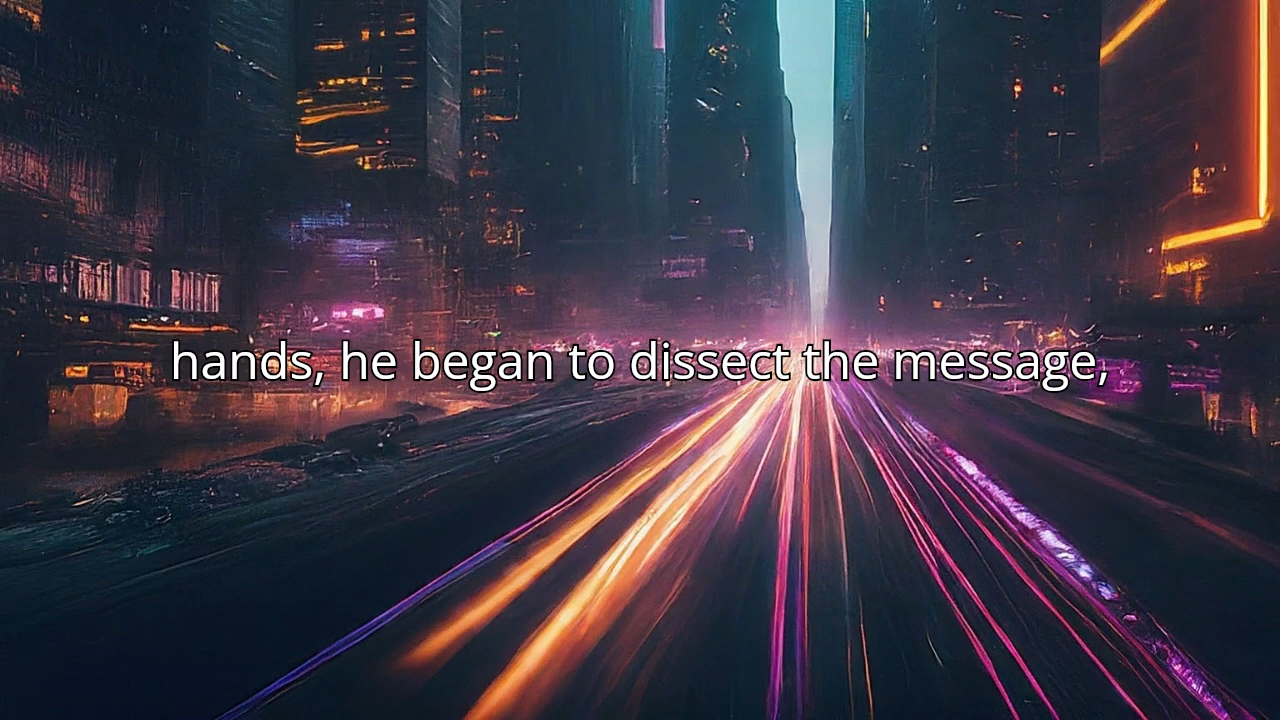 hands, he began to dissect the message,